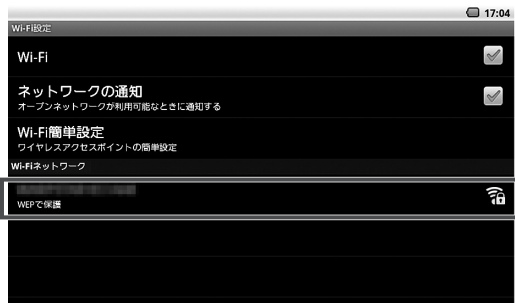 17:04
Wi-Fi設定
Wi-Fi
ネットワークの通知
オープンネットワークが利用可能なときに通知する
Wi-Fi簡単設定
ワイヤレスアクセスポイントの簡単設定
Wi-Fiネットワーク
WEPで保護